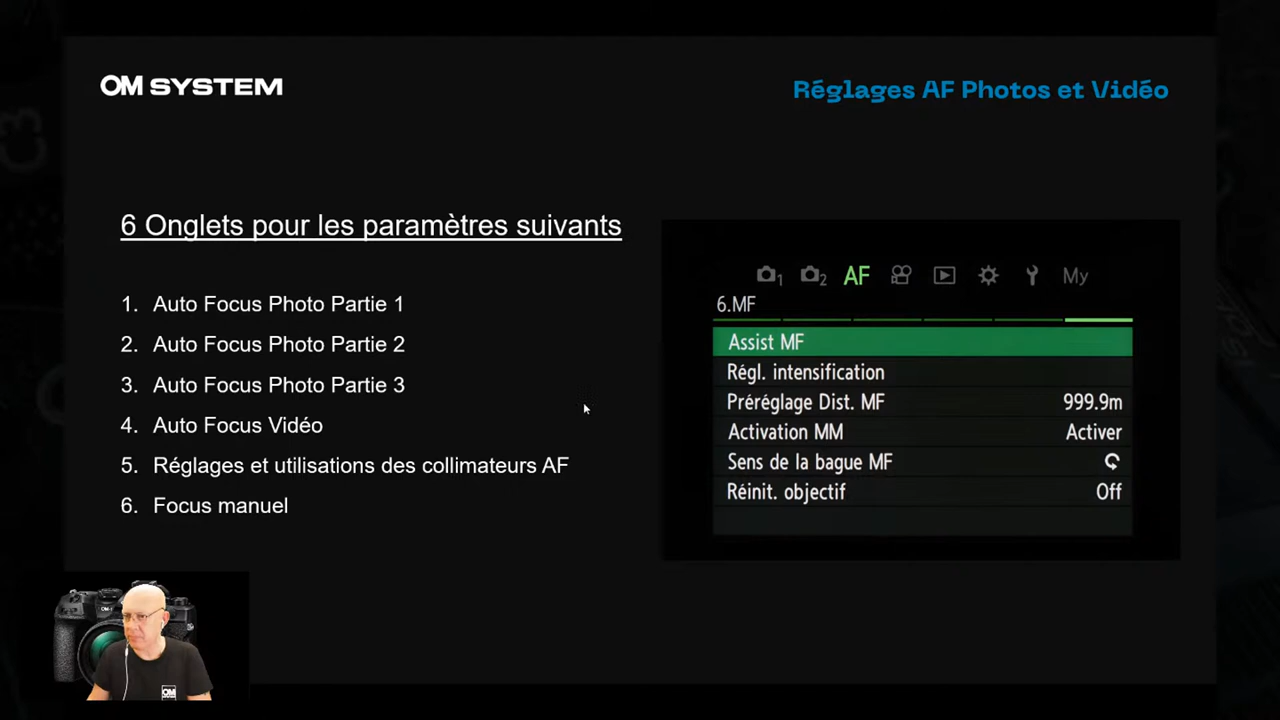 OM SYSTEM
Réglages AF Photos et Vidéo
6 Onglets pour les paramètres suivants
1. Auto Focus Photo Partie 1
2. Auto Focus Photo Partie 2
3. Auto Focus Photo Partie 3
4. Auto Focus Vidéo
5. Réglages et utilisations des collimateurs AF
6. Focus manuel
1 2 AF My
6.MF
Assist MF
Régl. intensification
Préréglage Dist. MF 999.9m
Activation MM Activer
Sens de la bague MF
Réinit. objectif Off
OM